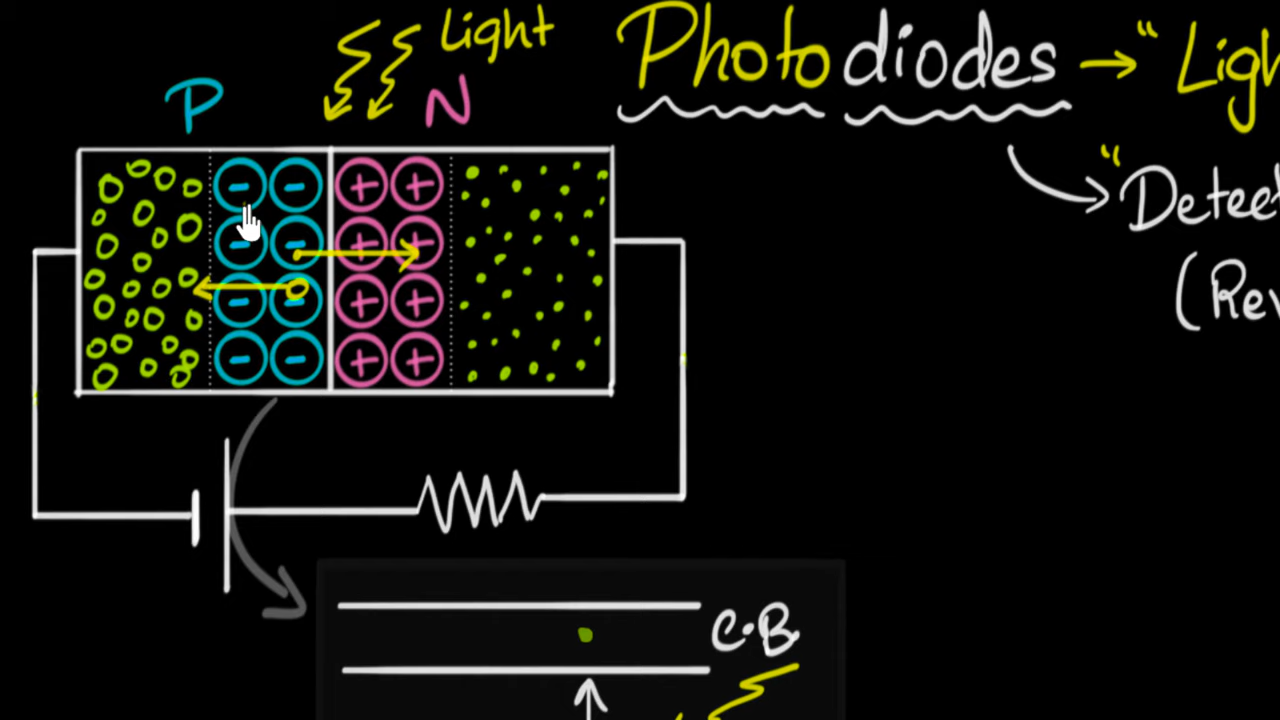 Light
Photodiodes → "Ligh
P
N
"Detect
(Rev
- - + +
- - + +
- - + +
- - + +
C.B